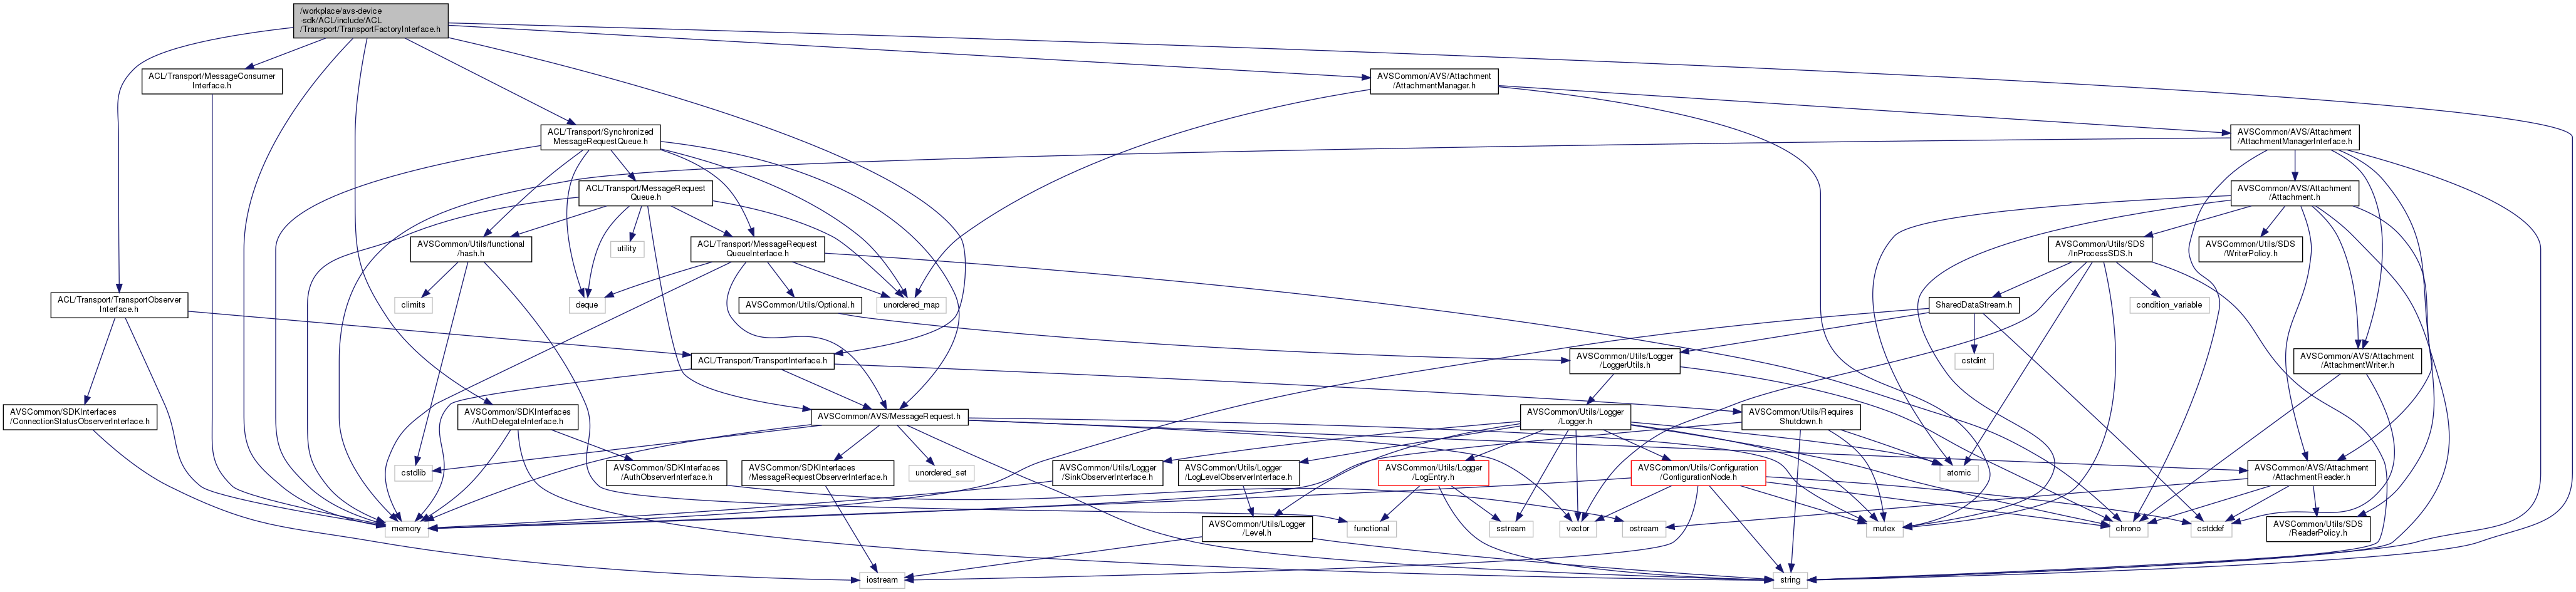 /workplace/avs-device
-sdk/ACL/include/ACL
/Transport/TransportFactoryInterface.h
ACL/Transport/MessageConsumer
Interface.h
AVSCommon/AVS/Attachment
/AttachmentManager.h
ACL/Transport/Synchronized
MessageRequestQueue.h
AVSCommon/AVS/Attachment
/AttachmentManagerInterface.h
ACL/Transport/MessageRequest
Queue.h
AVSCommon/AVS/Attachment
/Attachment.h
AVSCommon/Utils/functional
/hash.h
utility
ACL/Transport/MessageRequest
QueueInterface.h
AVSCommon/Utils/SDS
/InProcessSDS.h
AVSCommon/Utils/SDS
/WriterPolicy.h
ACL/Transport/TransportObserver
Interface.h
climits
deque
AVSCommon/Utils/Optional.h
unordered_map
SharedDataStream.h
condition_variable
ACL/Transport/TransportInterface.h
AVSCommon/Utils/Logger
/LoggerUtils.h
cstdint
AVSCommon/AVS/Attachment
/AttachmentWriter.h
AVSCommon/SDKInterfaces
/ConnectionStatusObserverInterface.h
AVSCommon/SDKInterfaces
/AuthDelegateInterface.h
AVSCommon/AVS/MessageRequest.h
AVSCommon/Utils/Logger
/Logger.h
AVSCommon/Utils/Requires
Shutdown.h
cstdlib
AVSCommon/SDKInterfaces
/AuthObserverInterface.h
AVSCommon/SDKInterfaces
/MessageRequestObserverInterface.h
unordered_set
AVSCommon/Utils/Logger
/SinkObserverInterface.h
AVSCommon/Utils/Logger
/LogLevelObserverInterface.h
AVSCommon/Utils/Logger
/LogEntry.h
AVSCommon/Utils/Configuration
/ConfigurationNode.h
atomic
AVSCommon/AVS/Attachment
/AttachmentReader.h
memory
AVSCommon/Utils/Logger
/Level.h
functional
sstream
vector
ostream
mutex
chrono
cstddef
AVSCommon/Utils/SDS
/ReaderPolicy.h
iostream
string